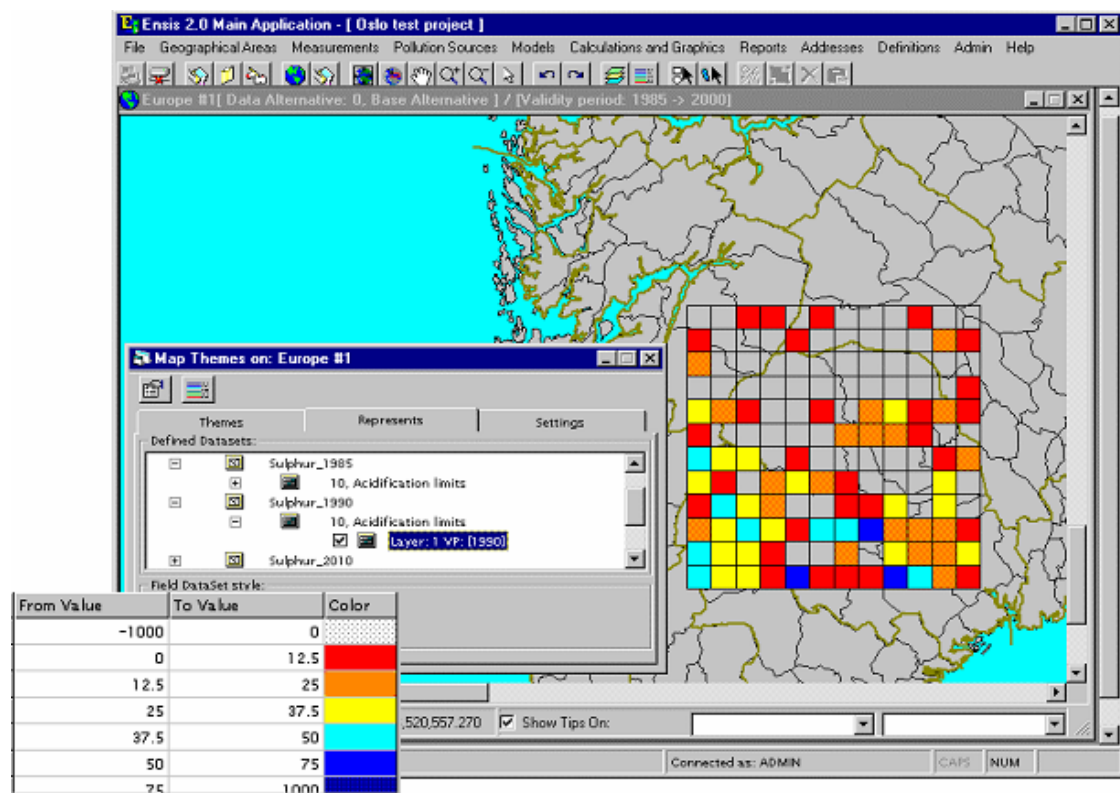 Ensis 2.0 Main Application - [ Oslo test project ]
File Geographical Areas Measurements Pollution Sources Models Calculations and Graphics Reports Addresses Definitions Admin Help
Europe #1[ Data Alternative: 0, Base Alternative ] / [Validity period: 1985 -> 2000]
Map Themes on: Europe #1
Themes Represents Settings
Defined Datasets:
Sulphur_1985
10, Acidification limits
Sulphur_1990
10, Acidification limits
Layer: 1 VP: [1990]
Sulphur_2010
Field DataSet style:
From Value To Value Color
-1000 0
0 12.5
12.5 25
25 37.5
37.5 50
50 75
75 1000
,520,557.270 Show Tips On:
Connected as: ADMIN CAPS NUM